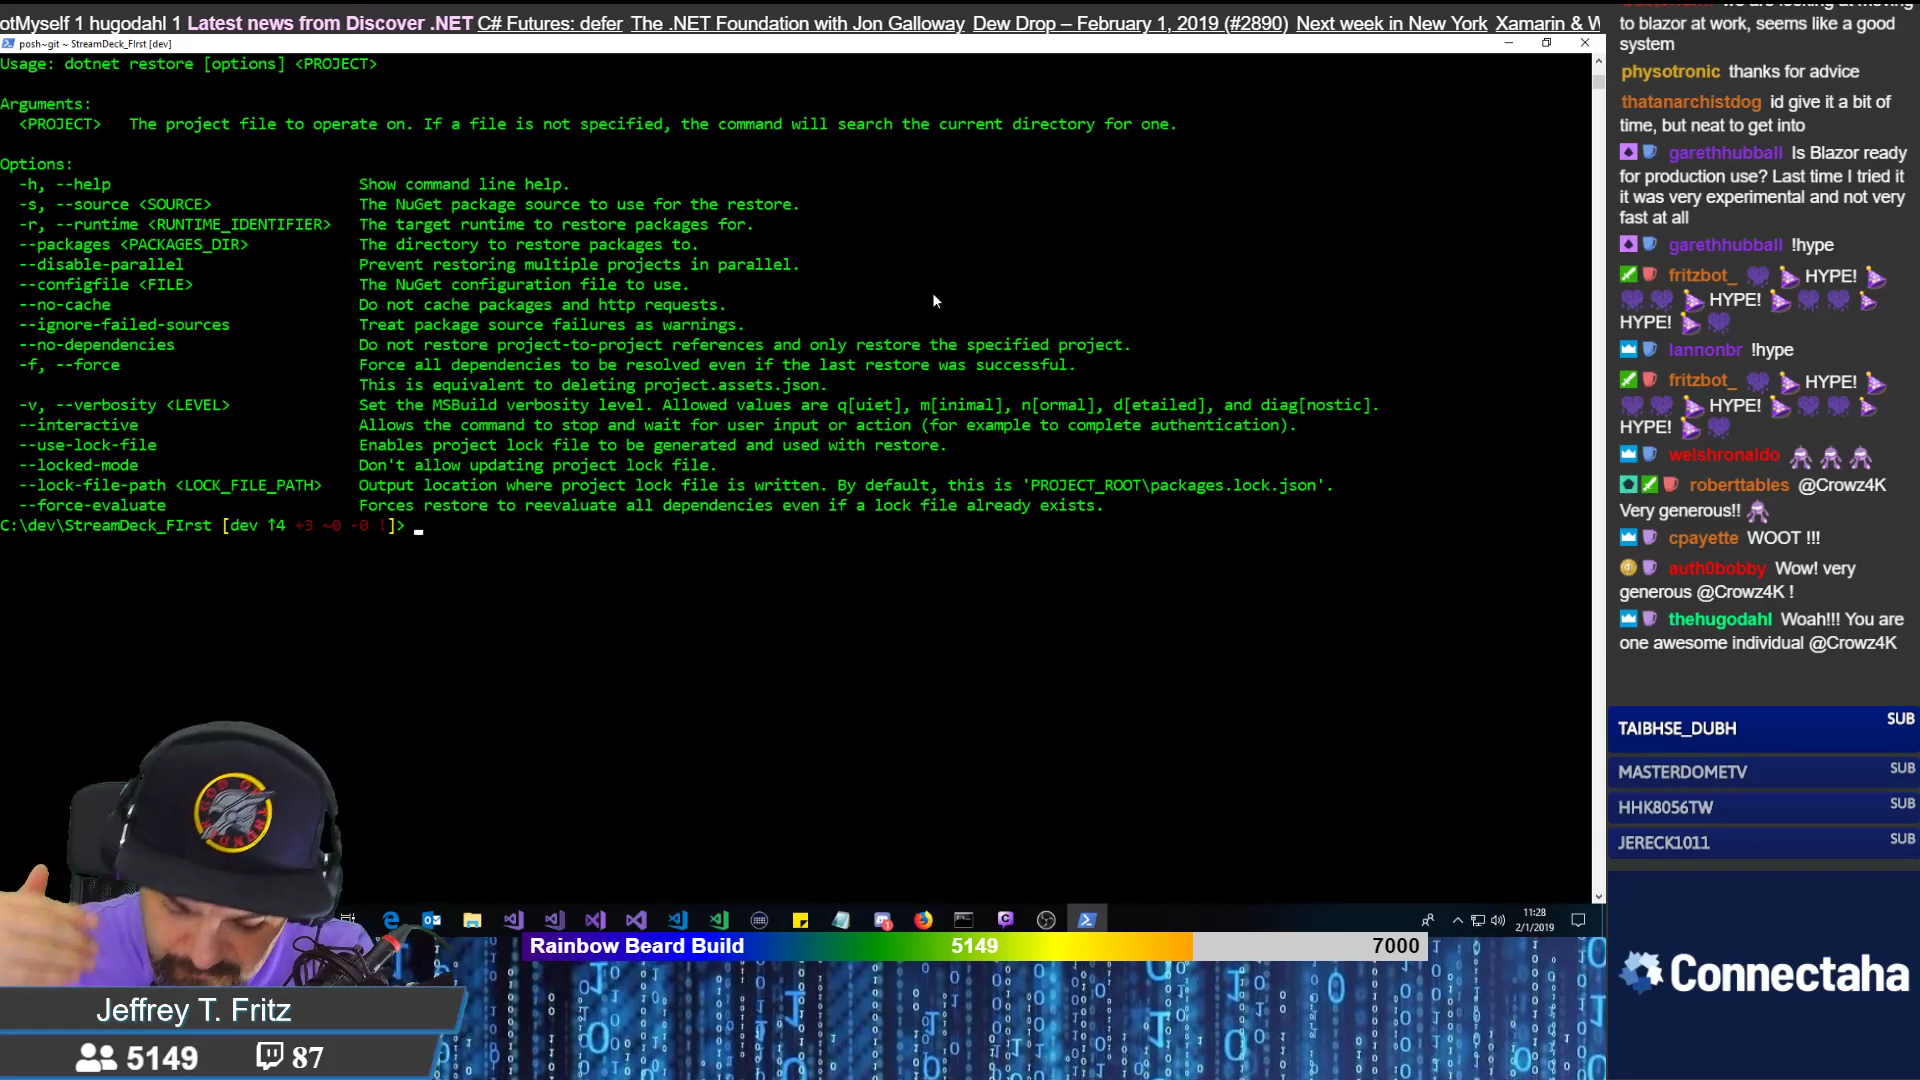 otMyself 1 hugodahl 1 Latest news from Discover .NET C# Futures: defer The .NET Foundation with Jon Galloway Dew Drop – February 1, 2019 (#2890) Next week in New York Xamarin & W
posh~git ~ StreamDeck_FIrst [dev]
Usage: dotnet restore [options] <PROJECT>
Arguments:
<PROJECT> The project file to operate on. If a file is not specified, the command will search the current directory for one.
Options:
-h, --help Show command line help.
-s, --source <SOURCE> The NuGet package source to use for the restore.
-r, --runtime <RUNTIME_IDENTIFIER> The target runtime to restore packages for.
--packages <PACKAGES_DIR> The directory to restore packages to.
--disable-parallel Prevent restoring multiple projects in parallel.
--configfile <FILE> The NuGet configuration file to use.
--no-cache Do not cache packages and http requests.
--ignore-failed-sources Treat package source failures as warnings.
--no-dependencies Do not restore project-to-project references and only restore the specified project.
-f, --force Force all dependencies to be resolved even if the last restore was successful.
This is equivalent to deleting project.assets.json.
-v, --verbosity <LEVEL> Set the MSBuild verbosity level. Allowed values are q[uiet], m[inimal], n[ormal], d[etailed], and diag[nostic].
--interactive Allows the command to stop and wait for user input or action (for example to complete authentication).
--use-lock-file Enables project lock file to be generated and used with restore.
--locked-mode Don't allow updating project lock file.
--lock-file-path <LOCK_FILE_PATH> Output location where project lock file is written. By default, this is 'PROJECT_ROOT\packages.lock.json'.
--force-evaluate Forces restore to reevaluate all dependencies even if a lock file already exists.
C:\dev\StreamDeck_FIrst [dev ↑4 +3 ~0 -0 !]>
to blazor at work, seems like a good
system
physotronic thanks for advice
thatanarchistdog id give it a bit of
time, but neat to get into
garethhubball Is Blazor ready
for production use? Last time I tried it
it was very experimental and not very
fast at all
garethhubball !hype
fritzbot_ HYPE!
HYPE!
HYPE!
lannonbr !hype
fritzbot_ HYPE!
HYPE!
HYPE!
welshronaldo
roberttables @Crowz4K
Very generous!!
cpayette WOOT !!!
auth0bobby Wow! very
generous @Crowz4K !
thehugodahl Woah!!! You are
one awesome individual @Crowz4K
TAIBHSE_DUBH SUB
MASTERDOMETV SUB
HHK8056TW SUB
JERECK1011 SUB
GOD OF THUNDER
11:28
2/1/2019
Rainbow Beard Build 5149 7000
Connectaha
Jeffrey T. Fritz
5149 87